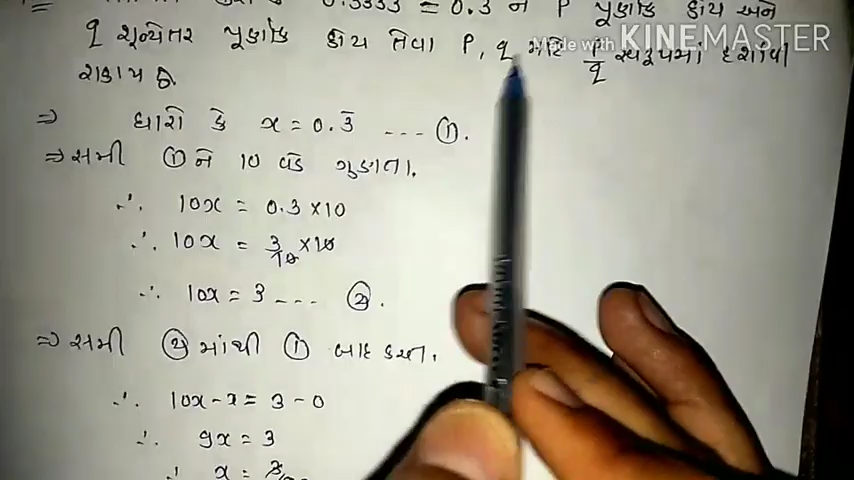 0.3333 = 0.3̅ ને P પૂર્ણાંક હોય અને
q શૂન્યેતર પૂર્ણાંક હોય તેવા P, q માટે P/q સ્વરૂપમાં દર્શાવી
Made with KINEMASTER
શકાય છે.
⇒ ધારો કે x = 0.3̅ --- ①.
⇒ સમી ① ને 10 વડે ગુણતા.
∴ 10x = 0.3 × 10
∴ 10x = 3/10 × 10
∴ 10x = 3 --- ②.
⇒ સમી ② માંથી ① બાદ કરતા.
∴ 10x - x = 3 - 0
∴ 9x = 3
∴ x =